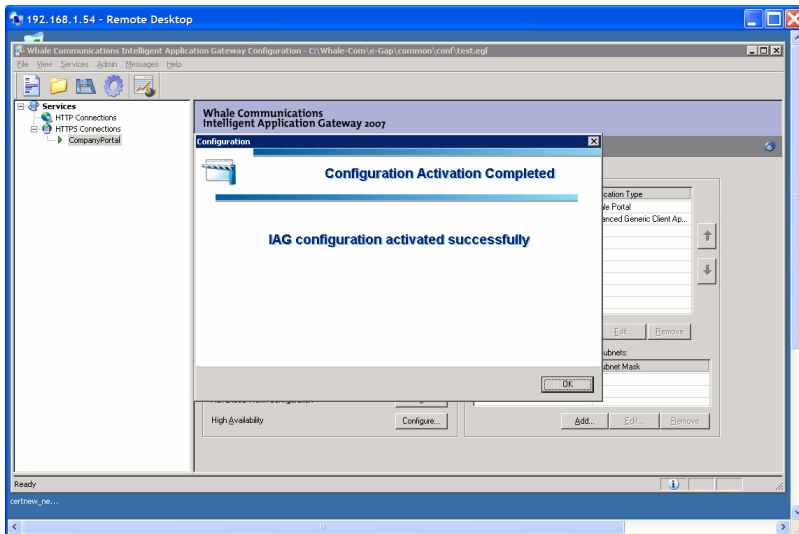 192.168.1.54 - Remote Desktop
Whale Communications Intelligent Application Gateway Configuration - C:\Whale-Com\e-Gap\common\conf\test.egf
File View Services Admin Messages Help
Services
HTTP Connections
HTTPS Connections
CompanyPortal
Whale Communications
Intelligent Application Gateway 2007
Configuration
Configuration Activation Completed
IAG configuration activated successfully
OK
cation Type
ale Portal
anced Generic Client Ap...
Edit... Remove
ubnets:
ubnet Mask
High Availability
Configure...
Add... Edit... Remove
Ready
certnew_ne...